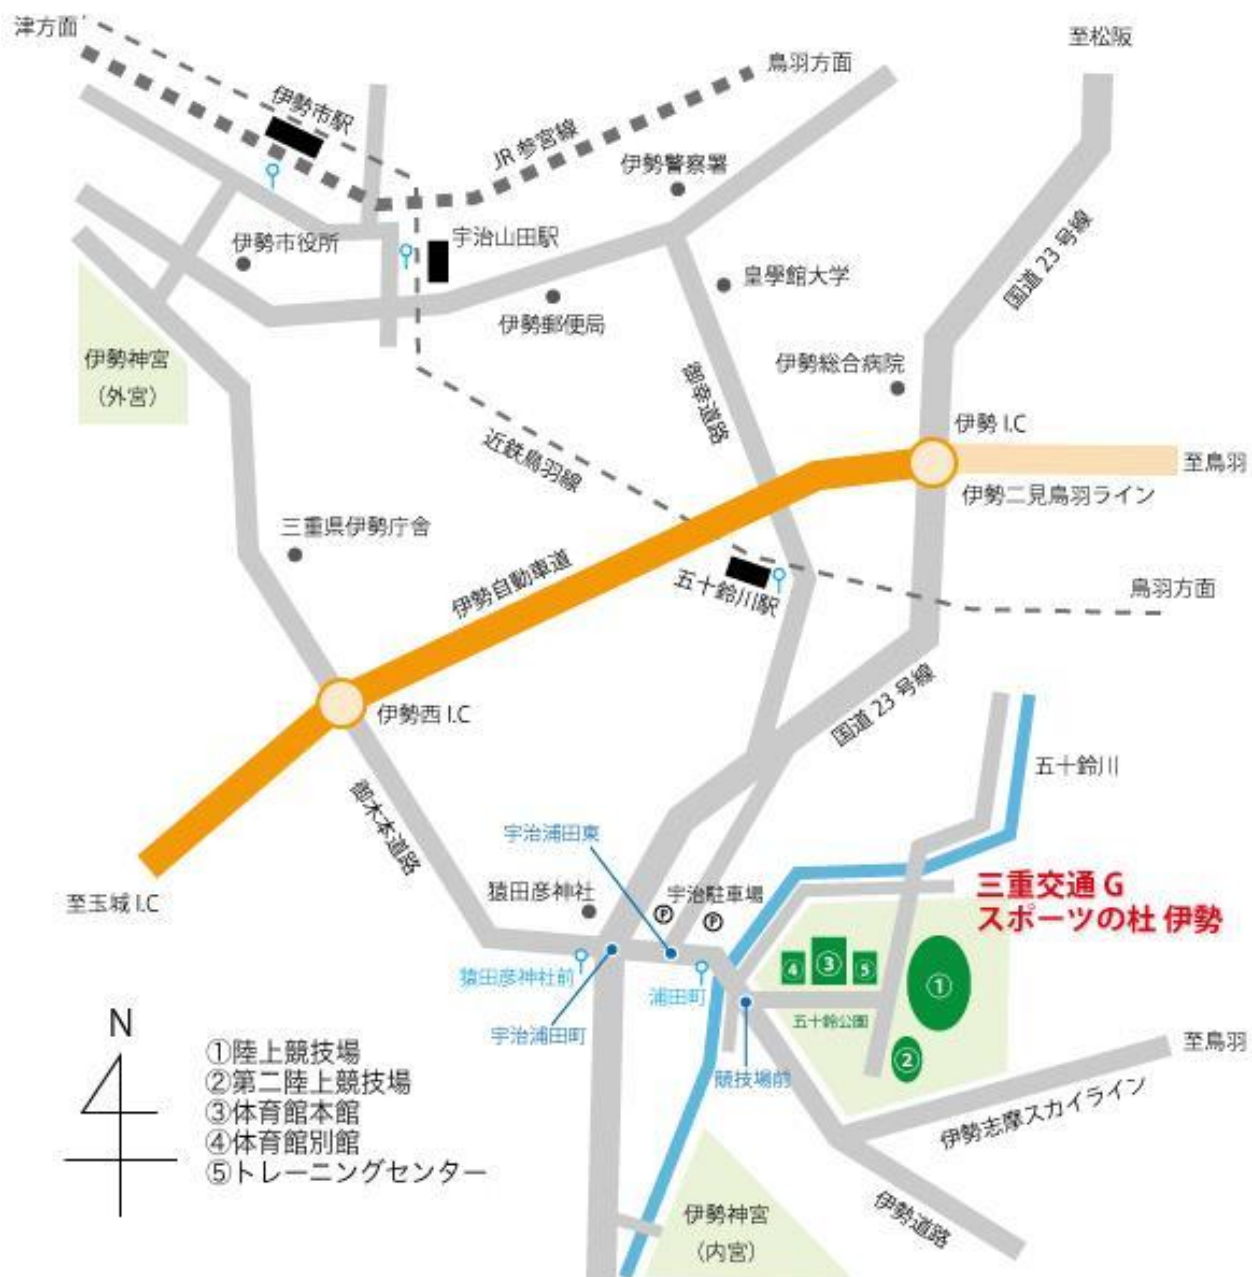 津方面
至松阪
鳥羽方面
伊勢市駅
JR 参宮線
伊勢警察署
伊勢市役所
宇治山田駅
皇學館大学
国道 23 号線
伊勢郵便局
伊勢神宮
（外宮）
御幸道路
伊勢総合病院
伊勢 I.C
近鉄鳥羽線
至鳥羽
伊勢二見鳥羽ライン
三重県伊勢庁舎
伊勢自動車道
五十鈴川駅
鳥羽方面
伊勢西 I.C
国道 23 号線
五十鈴川
御木本道路
宇治浦田東
至玉城 I.C
猿田彦神社
宇治駐車場
P
P
三重交通 G
スポーツの杜 伊勢
猿田彦神社前
浦田町
④
③
⑤
①
宇治浦田町
五十鈴公園
②
競技場前
至鳥羽
伊勢志摩スカイライン
伊勢道路
伊勢神宮
（内宮）
N
①陸上競技場
②第二陸上競技場
③体育館本館
④体育館別館
⑤トレーニングセンター